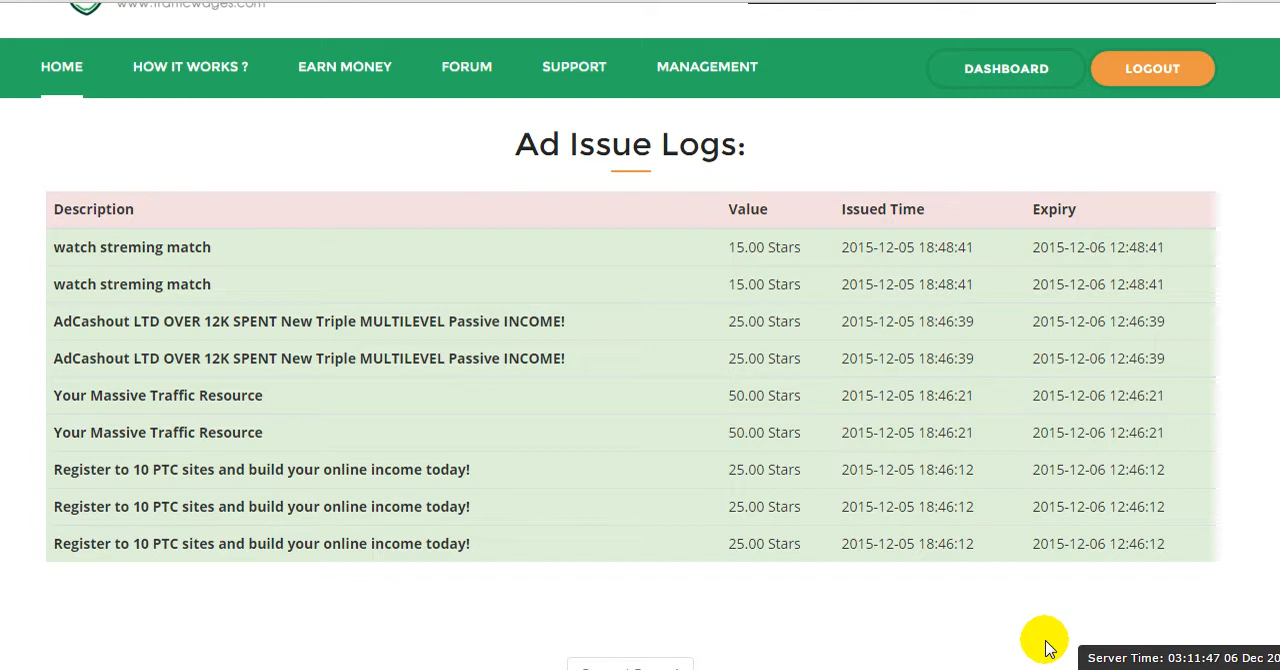 www.trafficwages.com
HOME HOW IT WORKS ? EARN MONEY FORUM SUPPORT MANAGEMENT DASHBOARD LOGOUT
Ad Issue Logs:
Description Value Issued Time Expiry
watch streming match 15.00 Stars 2015-12-05 18:48:41 2015-12-06 12:48:41
watch streming match 15.00 Stars 2015-12-05 18:48:41 2015-12-06 12:48:41
AdCashout LTD OVER 12K SPENT New Triple MULTILEVEL Passive INCOME! 25.00 Stars 2015-12-05 18:46:39 2015-12-06 12:46:39
AdCashout LTD OVER 12K SPENT New Triple MULTILEVEL Passive INCOME! 25.00 Stars 2015-12-05 18:46:39 2015-12-06 12:46:39
Your Massive Traffic Resource 50.00 Stars 2015-12-05 18:46:21 2015-12-06 12:46:21
Your Massive Traffic Resource 50.00 Stars 2015-12-05 18:46:21 2015-12-06 12:46:21
Register to 10 PTC sites and build your online income today! 25.00 Stars 2015-12-05 18:46:12 2015-12-06 12:46:12
Register to 10 PTC sites and build your online income today! 25.00 Stars 2015-12-05 18:46:12 2015-12-06 12:46:12
Register to 10 PTC sites and build your online income today! 25.00 Stars 2015-12-05 18:46:12 2015-12-06 12:46:12
Server Time: 03:11:47 06 Dec 20